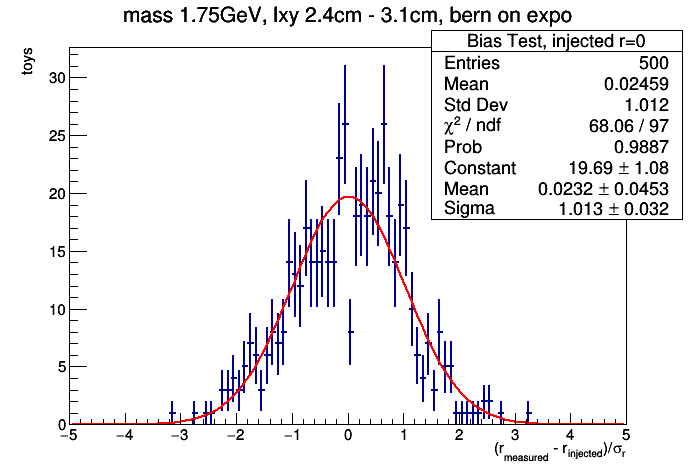 mass 1.75GeV, lxy 2.4cm - 3.1cm, bern on expo
toys
Bias Test, injected r=0
Entries 500
Mean 0.02459
Std Dev 1.012
χ² / ndf 68.06 / 97
Prob 0.9887
Constant 19.69 ± 1.08
Mean 0.0232 ± 0.0453
Sigma 1.013 ± 0.032
30
25
20
15
10
5
0
−5 −4 −3 −2 −1 0 1 2 3 4 5
(r_measured - r_injected)/σ_r